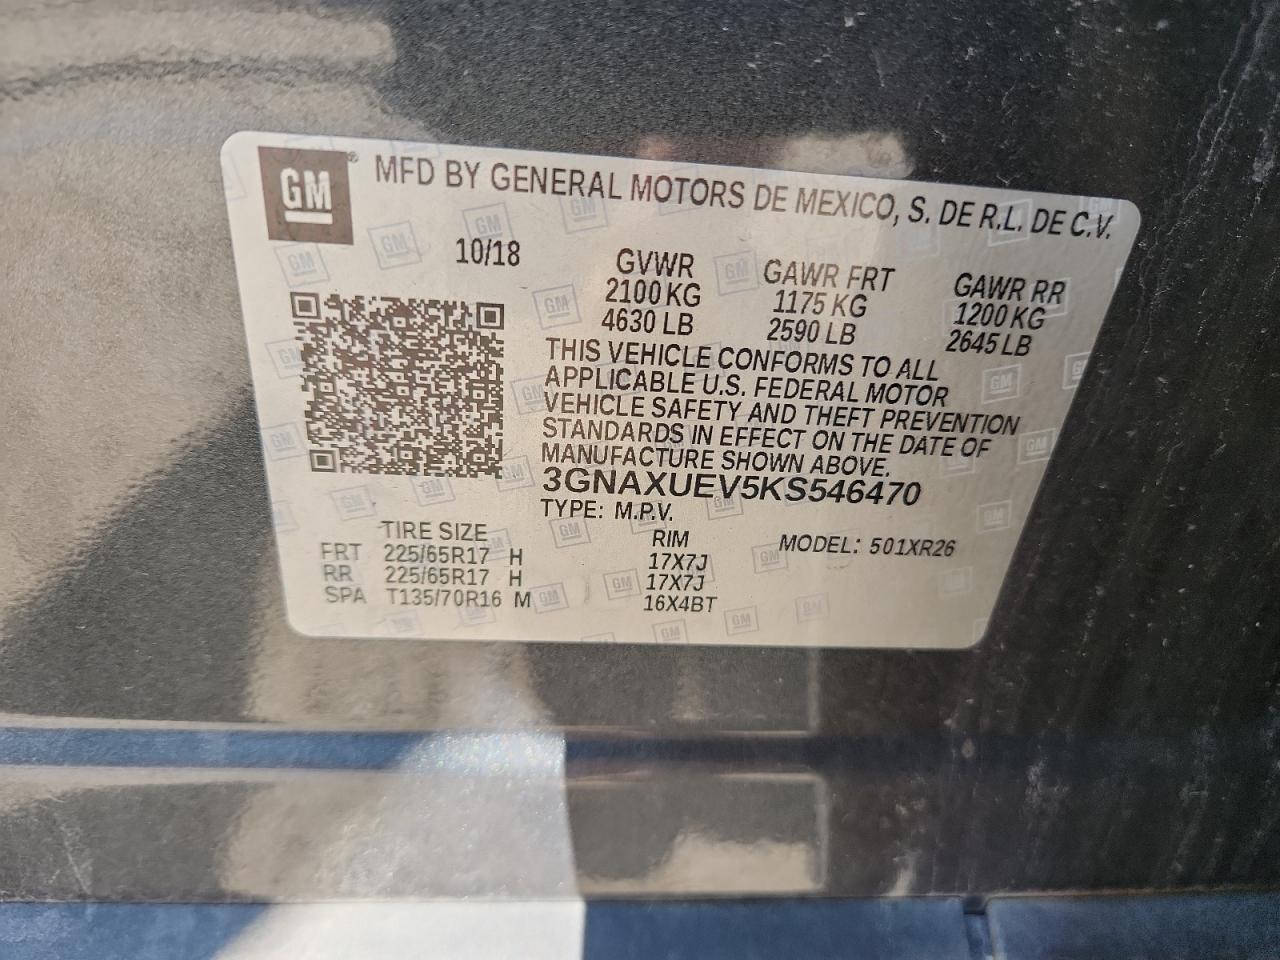 GM® MFD BY GENERAL MOTORS DE MEXICO, S. DE R.L. DE C.V.
10/18 GVWR GAWR FRT GAWR RR
2100 KG 1175 KG 1200 KG
4630 LB 2590 LB 2645 LB
THIS VEHICLE CONFORMS TO ALL
APPLICABLE U.S. FEDERAL MOTOR
VEHICLE SAFETY AND THEFT PREVENTION
STANDARDS IN EFFECT ON THE DATE OF
MANUFACTURE SHOWN ABOVE.
3GNAXUEV5KS546470
TYPE: M.P.V.
TIRE SIZE RIM MODEL: 501XR26
FRT 225/65R17 H 17X7J
RR 225/65R17 H 17X7J
SPA T135/70R16 M 16X4BT